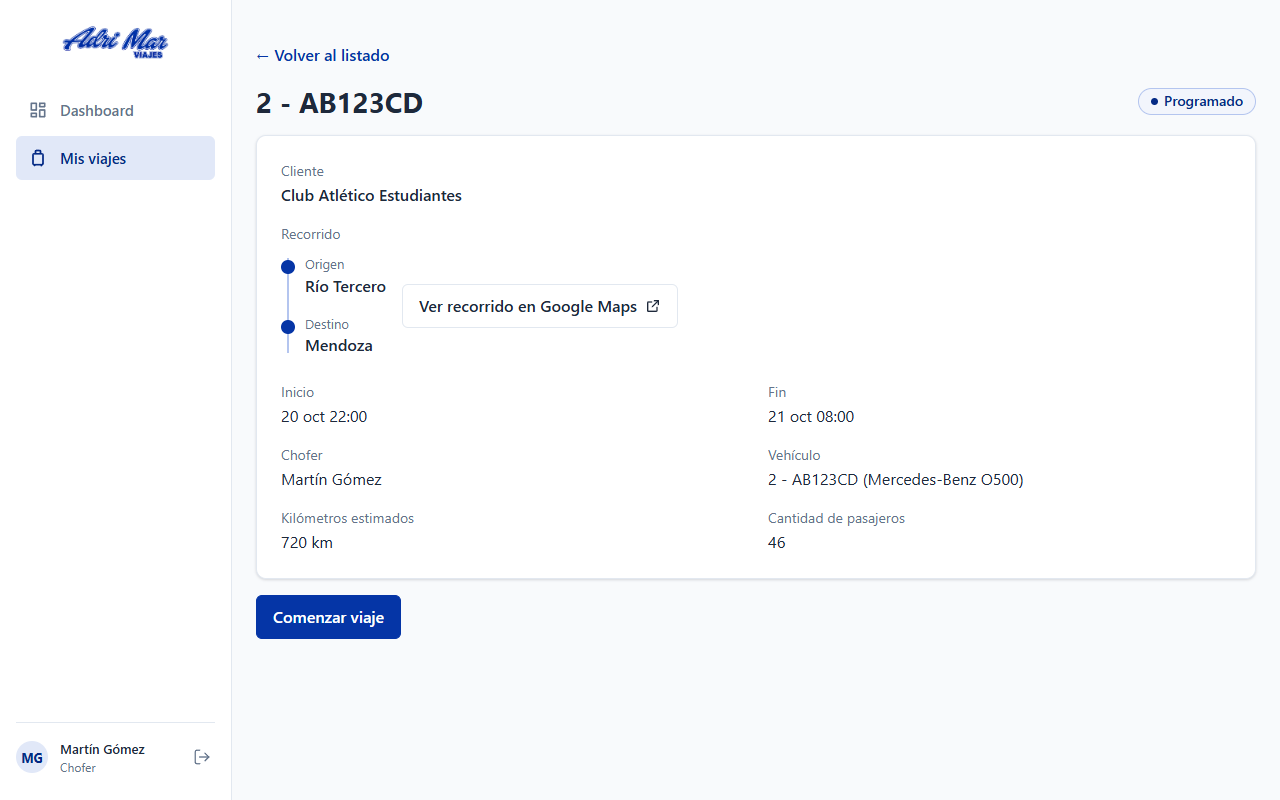 Adri Mar
VIAJES
Dashboard
Mis viajes
← Volver al listado
2 - AB123CD
Programado
Cliente
Club Atlético Estudiantes
Recorrido
Origen
Río Tercero
Ver recorrido en Google Maps
Destino
Mendoza
Inicio
20 oct 22:00
Fin
21 oct 08:00
Chofer
Martín Gómez
Vehículo
2 - AB123CD (Mercedes-Benz O500)
Kilómetros estimados
720 km
Cantidad de pasajeros
46
Comenzar viaje
MG
Martín Gómez
Chofer